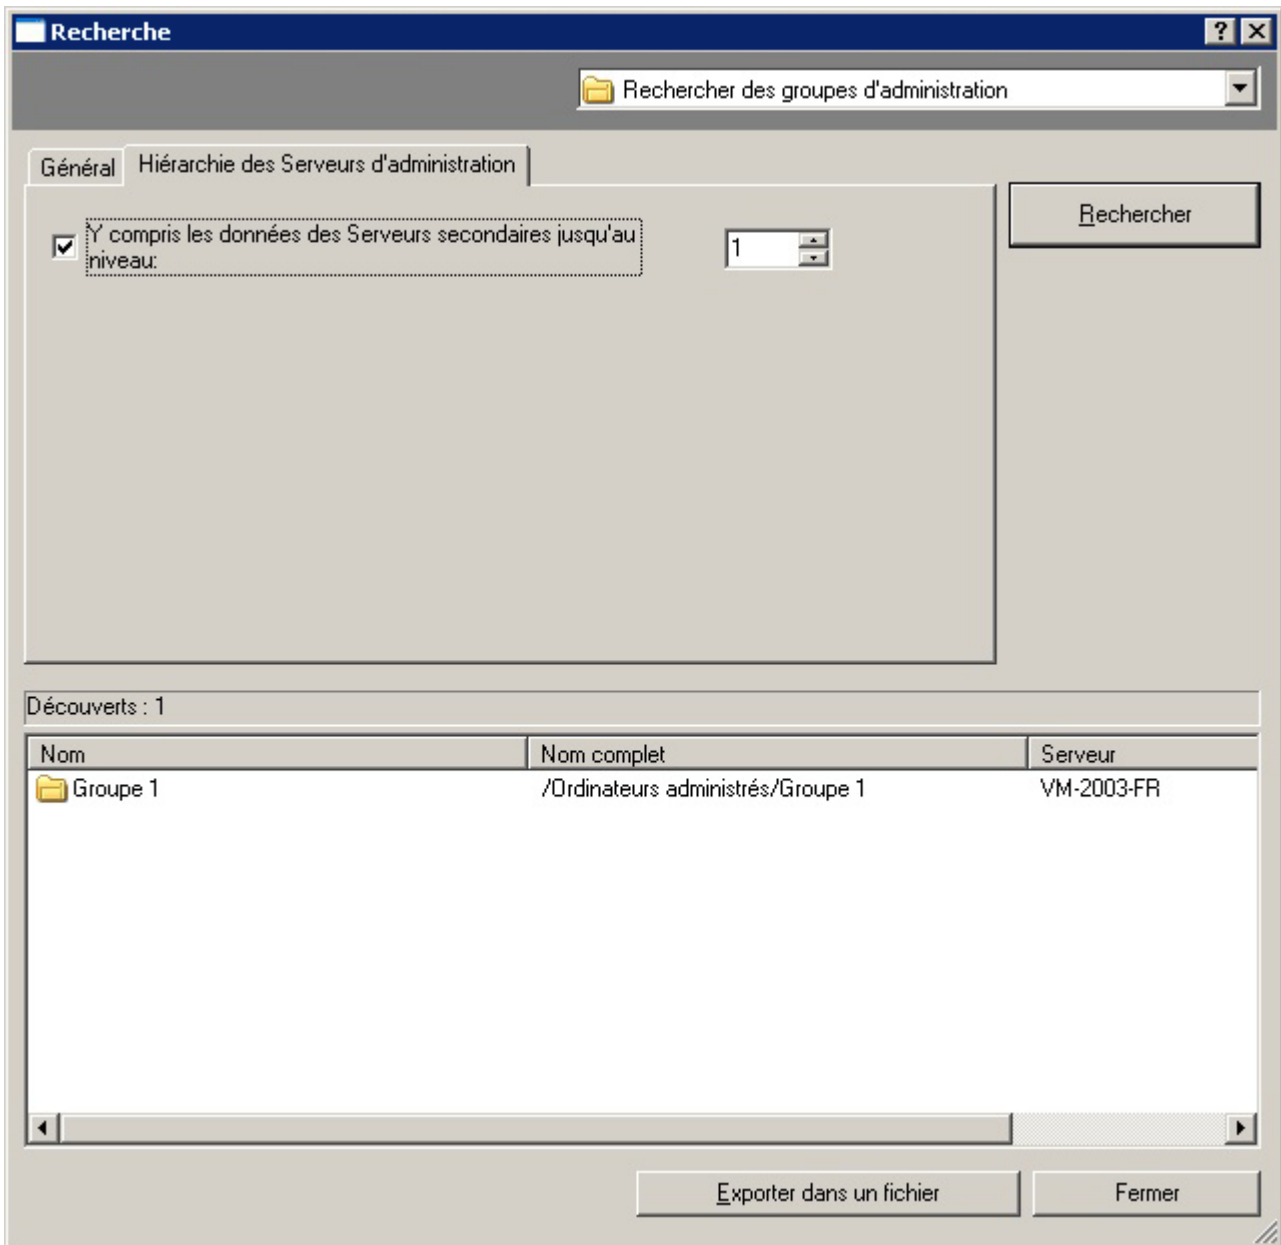 Recherche
Rechercher des groupes d'administration
Général
Hiérarchie des Serveurs d'administration
Rechercher
Y compris les données des Serveurs secondaires jusqu'au
niveau:
1
Découverts : 1
Nom
Nom complet
Serveur
Groupe 1
/Ordinateurs administrés/Groupe 1
VM-2003-FR
Exporter dans un fichier
Fermer